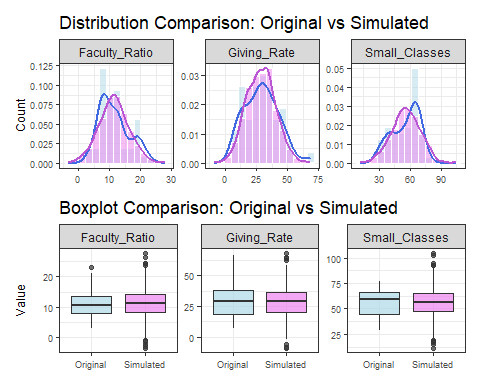 Distribution Comparison: Original vs Simulated
Faculty_Ratio Giving_Rate Small_Classes
Count
0.125
0.100
0.075
0.050
0.025
0.000
0.03
0.02
0.01
0.00
0.05
0.04
0.03
0.02
0.01
0.00
0 10 20 30
0 25 50 75
30 60 90
Boxplot Comparison: Original vs Simulated
Faculty_Ratio Giving_Rate Small_Classes
Value
20
10
0
50
25
0
100
75
50
25
Original Simulated
Original Simulated
Original Simulated